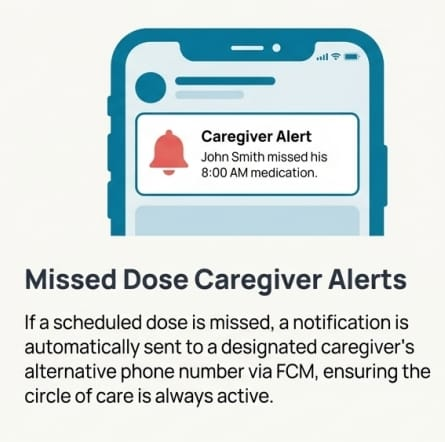 Caregiver Alert
John Smith missed his
8:00 AM medication.
Missed Dose Caregiver Alerts
If a scheduled dose is missed, a notification is
automatically sent to a designated caregiver's
alternative phone number via FCM, ensuring the
circle of care is always active.